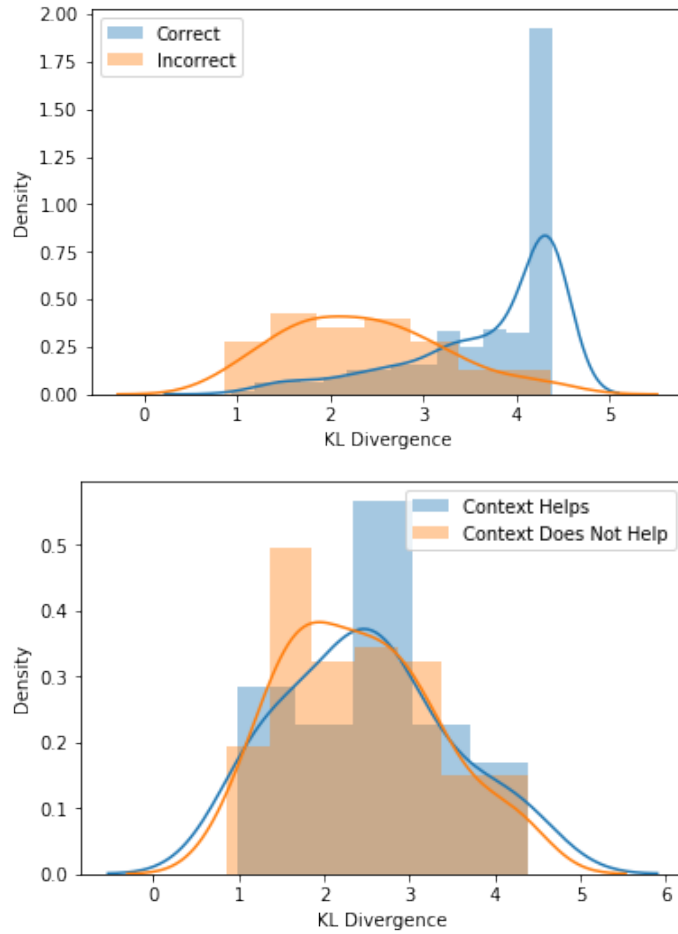 2.00
Correct
Incorrect
1.75
1.50
1.25
1.00
0.75
0.50
0.25
0.00
Density
0 1 2 3 4 5
KL Divergence
Context Helps
Context Does Not Help
0.5
0.4
0.3
0.2
0.1
0.0
Density
0 1 2 3 4 5 6
KL Divergence